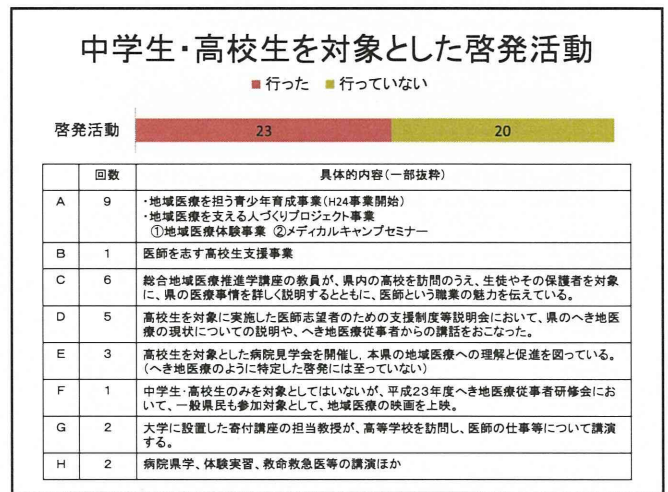 中学生・高校生を対象とした啓発活動
■行った ■行っていない
啓発活動 23 20
回数 具体的内容(一部抜粋)
A 9 ・地域医療を担う青少年育成事業(H24事業開始)
・地域医療を支える人づくりプロジェクト事業
①地域医療体験事業 ②メディカルキャンプセミナー
B 1 医師を志す高校生支援事業
C 6 総合地域医療推進学講座の教員が、県内の高校を訪問のうえ、生徒やその保護者を対象
に、県の医療事情を詳しく説明するとともに、医師という職業の魅力を伝えている。
D 5 高校生を対象に実施した医師志望者のための支援制度等説明会において、県のへき地医
療の現状についての説明や、へき地医療従事者からの講話をおこなった。
E 3 高校生を対象とした病院見学会を開催し、本県の地域医療への理解と促進を図っている。
(へき地医療のように特定した啓発には至っていない)
F 1 中学生・高校生のみを対象としてはいないが、平成23年度へき地医療従事者研修会にお
いて、一般県民も参加対象として、地域医療の映画を上映。
G 2 大学に設置した寄付講座の担当教授が、高等学校を訪問し、医師の仕事等について講演
する。
H 2 病院県学、体験実習、救命救急医等の講演ほか